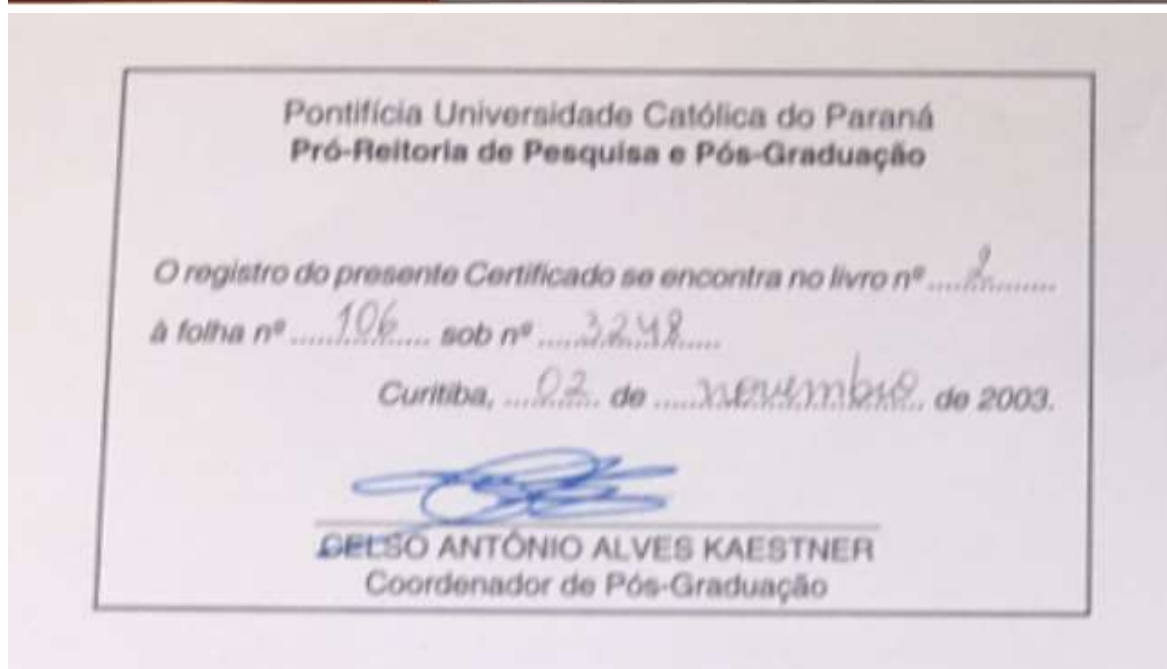 Pontifícia Universidade Católica do Paraná
Pró-Reitoria de Pesquisa e Pós-Graduação
O registro do presente Certificado se encontra no livro nº ....2....
à folha nº .....106..... sob nº .....3248.....
Curitiba, ....02.... de .....novembro. de 2003.
CELSO ANTÔNIO ALVES KAESTNER
Coordenador de Pós-Graduação